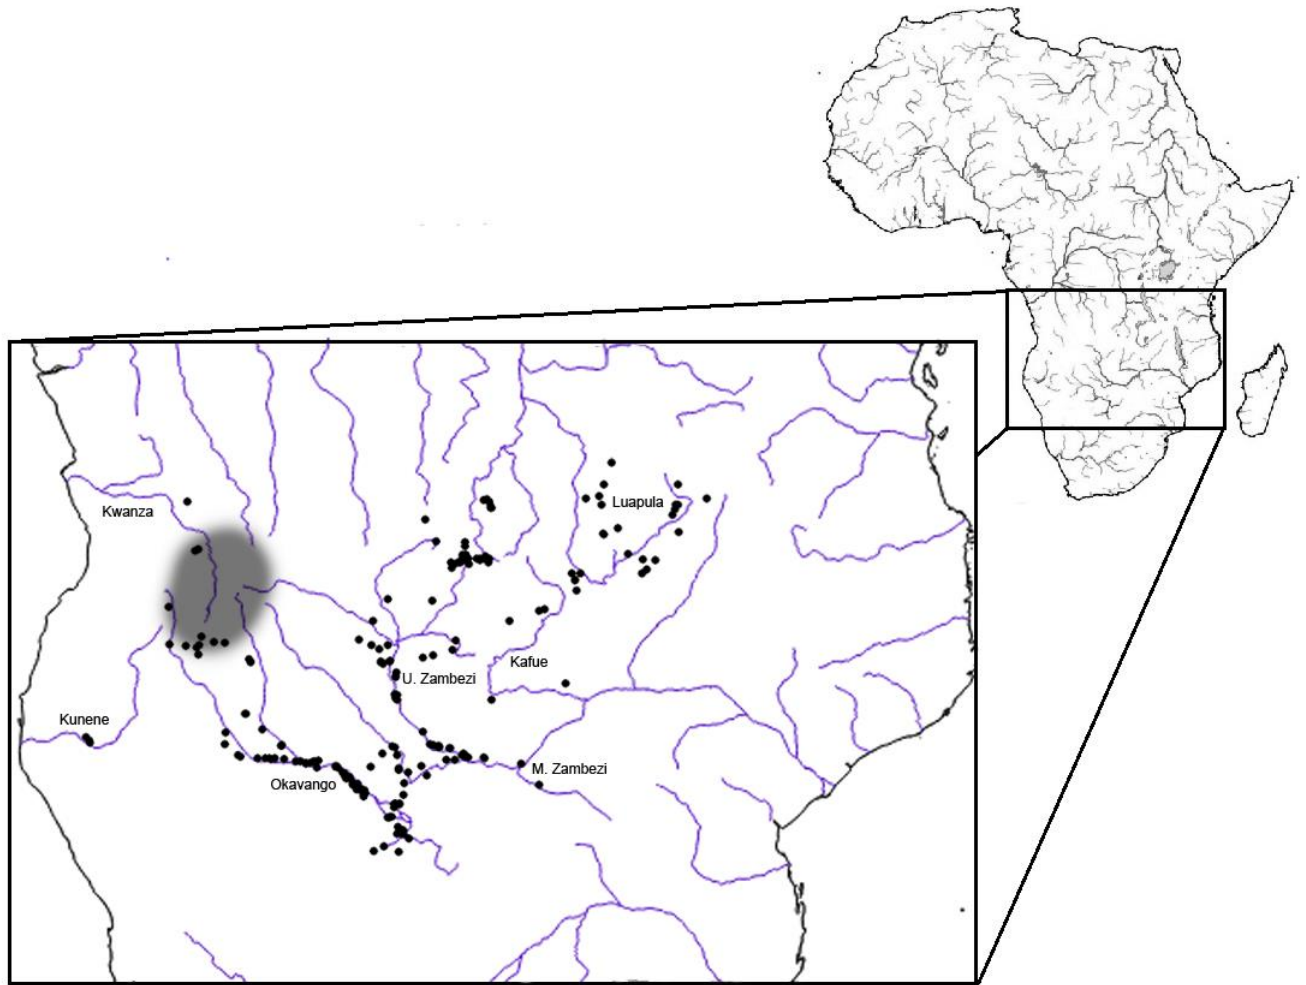 Kwanza
Luapula
Kafue
U. Zambezi
Kunene
M. Zambezi
Okavango